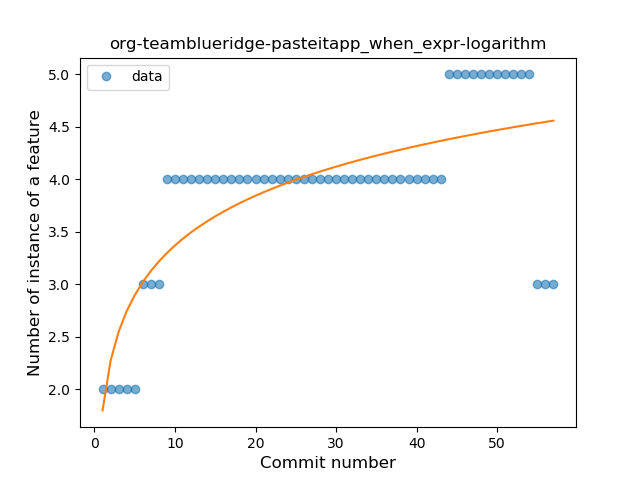 org-teamblueridge-pasteitapp_when_expr-logarithm
data
Number of instance of a feature
5.0
4.5
4.0
3.5
3.0
2.5
2.0
0 10 20 30 40 50
Commit number